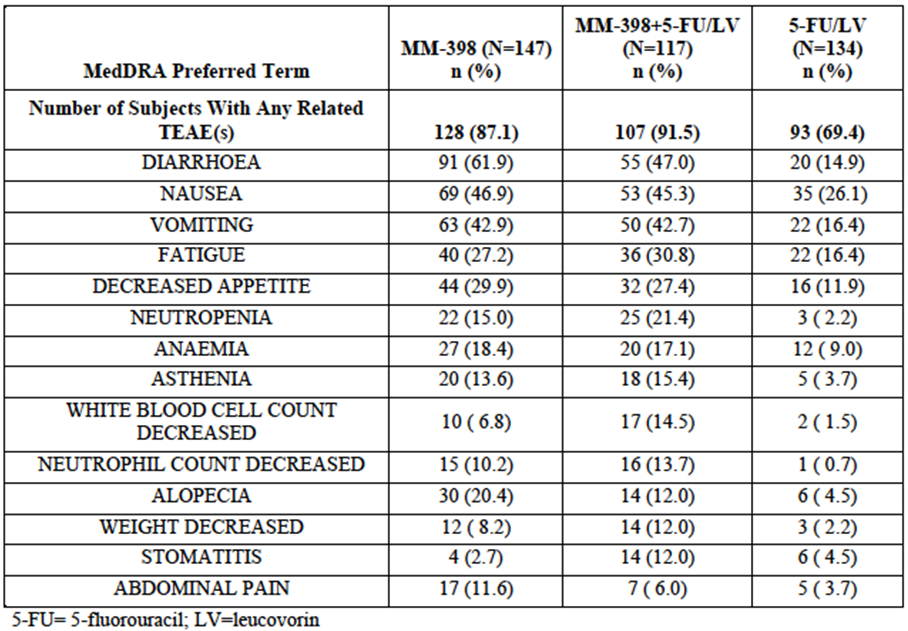 MedDRA Preferred Term
MM-398 (N=147)
n (%)
MM-398+5-FU/LV
(N=117)
n (%)
5-FU/LV
(N=134)
n (%)
Number of Subjects With Any Related
TEAE(s)
128 (87.1)
107 (91.5)
93 (69.4)
DIARRHOEA 91 (61.9) 55 (47.0) 20 (14.9)
NAUSEA 69 (46.9) 53 (45.3) 35 (26.1)
VOMITING 63 (42.9) 50 (42.7) 22 (16.4)
FATIGUE 40 (27.2) 36 (30.8) 22 (16.4)
DECREASED APPETITE 44 (29.9) 32 (27.4) 16 (11.9)
NEUTROPENIA 22 (15.0) 25 (21.4) 3 ( 2.2)
ANAEMIA 27 (18.4) 20 (17.1) 12 ( 9.0)
ASTHENIA 20 (13.6) 18 (15.4) 5 ( 3.7)
WHITE BLOOD CELL COUNT
DECREASED
10 ( 6.8) 17 (14.5) 2 ( 1.5)
NEUTROPHIL COUNT DECREASED 15 (10.2) 16 (13.7) 1 ( 0.7)
ALOPECIA 30 (20.4) 14 (12.0) 6 ( 4.5)
WEIGHT DECREASED 12 ( 8.2) 14 (12.0) 3 ( 2.2)
STOMATITIS 4 (2.7) 14 (12.0) 6 ( 4.5)
ABDOMINAL PAIN 17 (11.6) 7 ( 6.0) 5 ( 3.7)
5-FU= 5-fluorouracil; LV=leucovorin